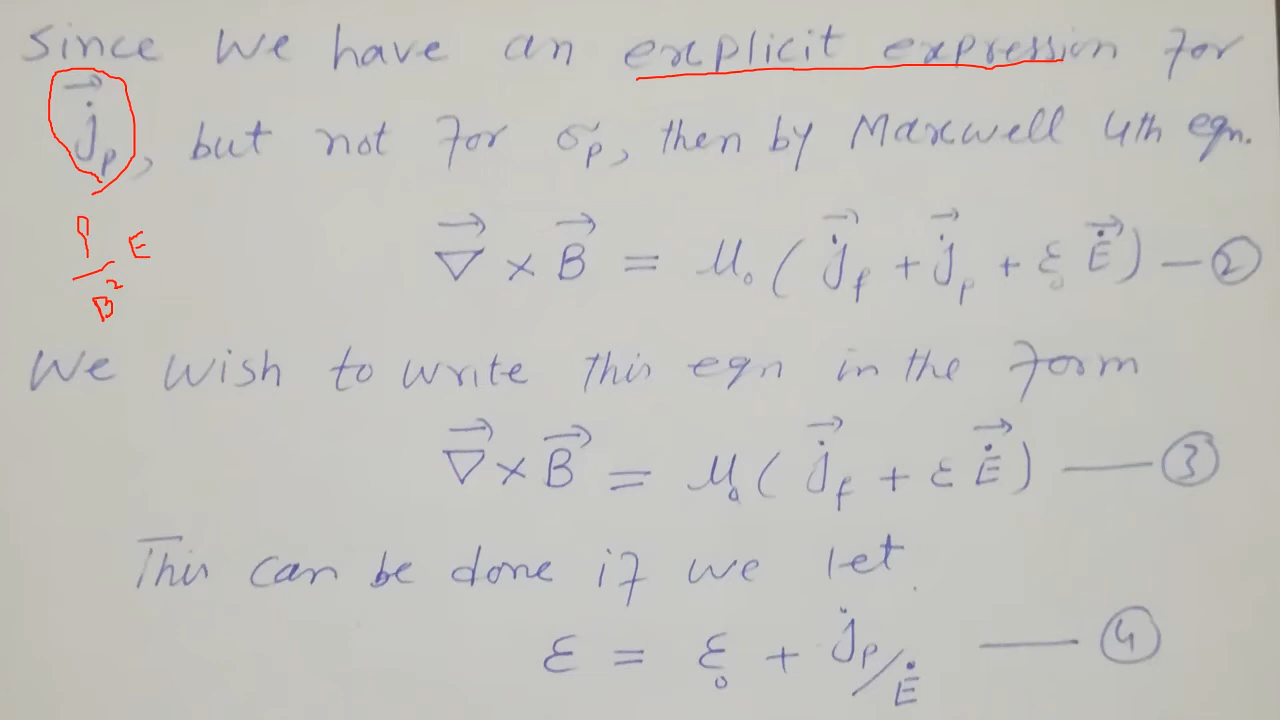 Since we have an explicit expression for
j⃗p, but not for σp, then by Maxwell 4th eqn.
ρ/B² E
∇⃗ × B⃗ = μ₀ ( j⃗f + j⃗p + ε₀ E⃗̇ ) — ②
We wish to write this eqn in the form
∇⃗ × B⃗ = μ₀ ( j⃗f + ε E⃗̇ ) — ③
This can be done if we let
ε = ε₀ + jp/Ė — ④